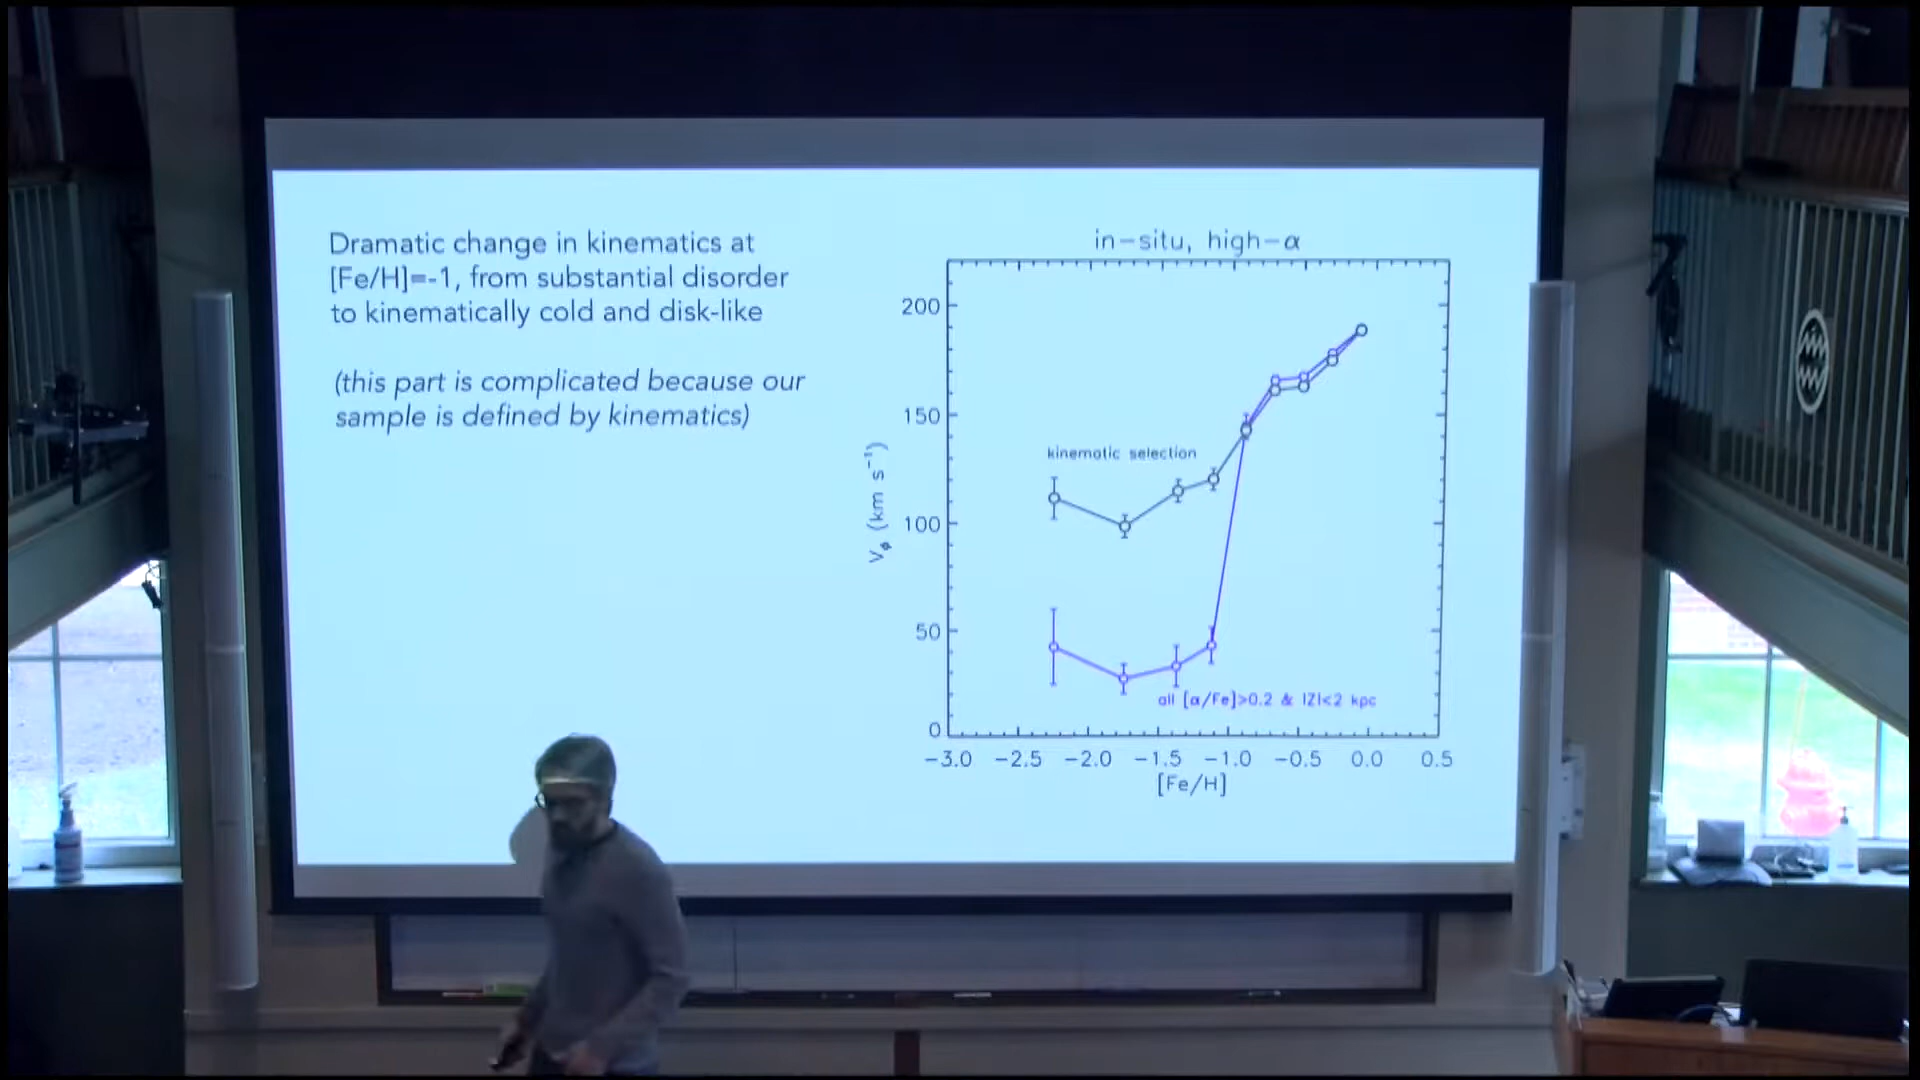 Dramatic change in kinematics at
[Fe/H]=-1, from substantial disorder
to kinematically cold and disk-like
(this part is complicated because our
sample is defined by kinematics)
in-situ, high-α
200
150
100
50
0
Vφ (km s⁻¹)
kinematic selection
all [α/Fe]>0.2 & |Z|<2 kpc
-3.0 -2.5 -2.0 -1.5 -1.0 -0.5 0.0 0.5
[Fe/H]